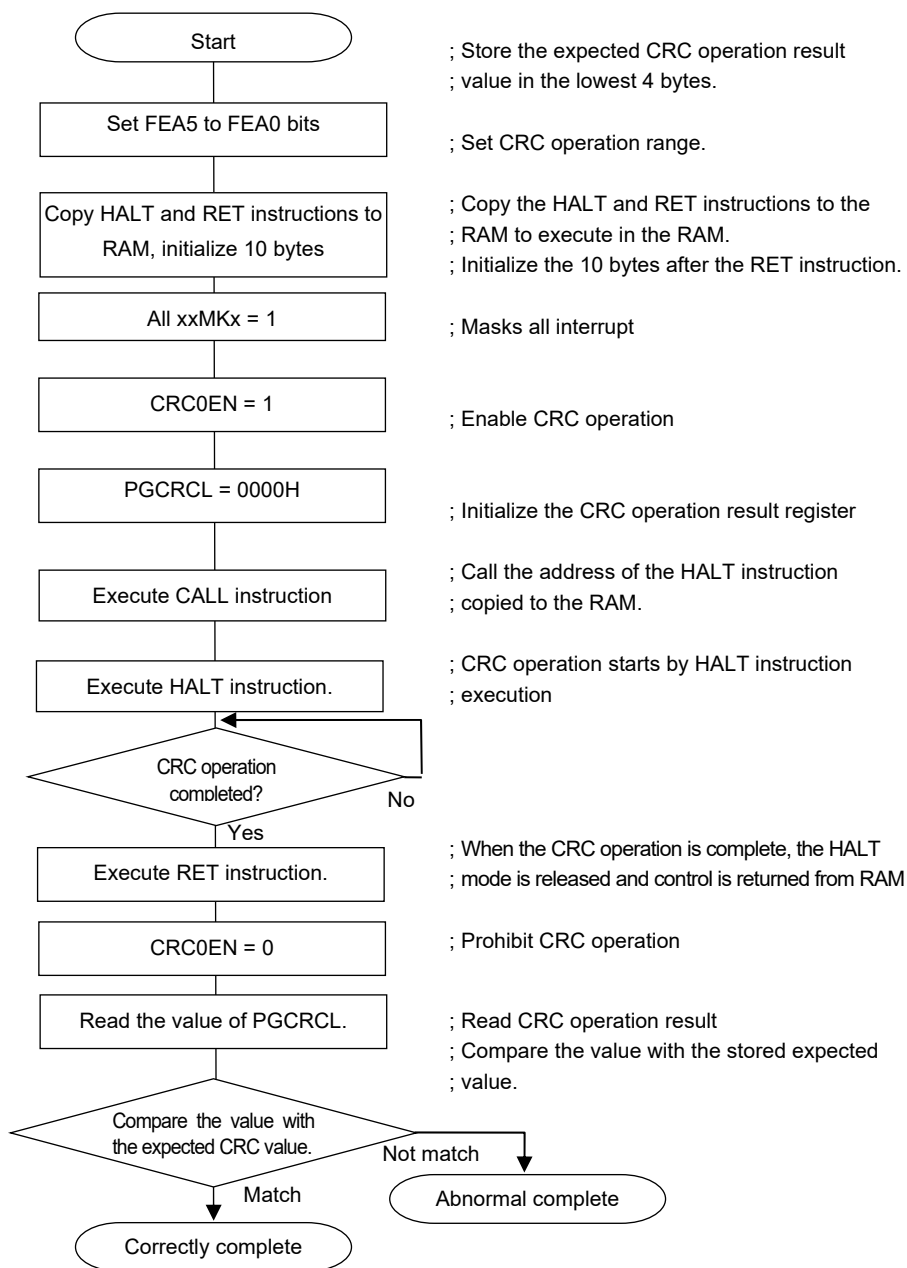 Start
; Store the expected CRC operation result
; value in the lowest 4 bytes.
Set FEA5 to FEA0 bits
; Set CRC operation range.
Copy HALT and RET instructions to
RAM, initialize 10 bytes
; Copy the HALT and RET instructions to the
; RAM to execute in the RAM.
; Initialize the 10 bytes after the RET instruction.
All xxMKx = 1
; Masks all interrupt
CRC0EN = 1
; Enable CRC operation
PGCRCL = 0000H
; Initialize the CRC operation result register
Execute CALL instruction
; Call the address of the HALT instruction
; copied to the RAM.
Execute HALT instruction.
; CRC operation starts by HALT instruction
; execution
CRC operation
completed?
No
Yes
Execute RET instruction.
; When the CRC operation is complete, the HALT
; mode is released and control is returned from RAM
CRC0EN = 0
; Prohibit CRC operation
Read the value of PGCRCL.
; Read CRC operation result
; Compare the value with the stored expected
; value.
Compare the value with
the expected CRC value.
Not match
Match
Abnormal complete
Correctly complete